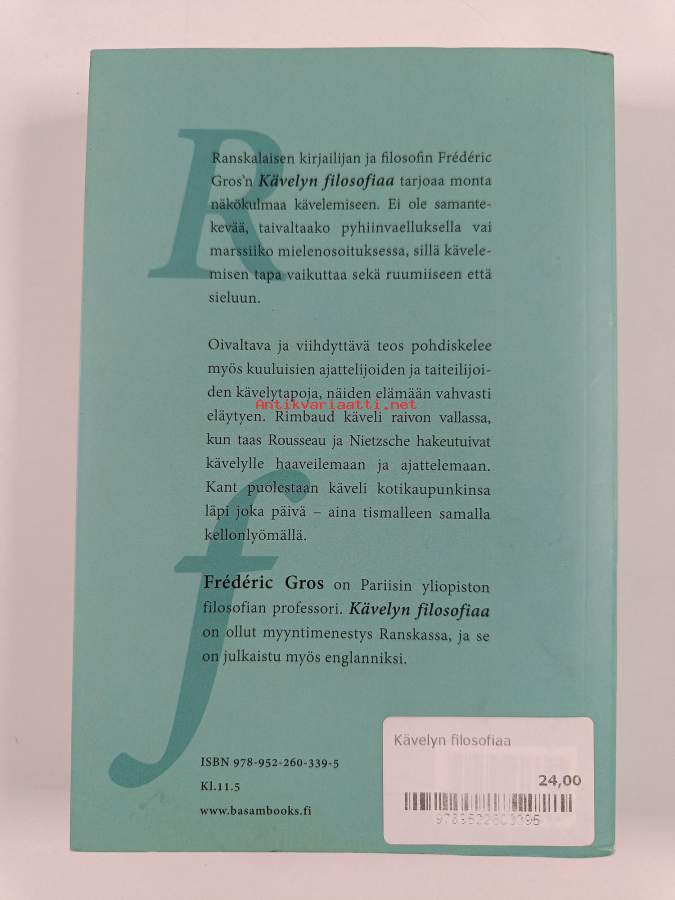 R
Ranskalaisen kirjailijan ja filosofin Frédéric
Gros'n Kävelyn filosofiaa tarjoaa monta
näkökulmaa kävelemiseen. Ei ole samante-
kevää, taivaltaako pyhiinvaelluksella vai
marssiiko mielenosoituksessa, sillä kävele-
misen tapa vaikuttaa sekä ruumiiseen että
sieluun.
Oivaltava ja viihdyttävä teos pohdiskelee
myös kuuluisien ajattelijoiden ja taiteilijoi-
den kävelytapoja, näiden elämään vahvasti
Antikvariaatti.net
eläytyen. Rimbaud käveli raivon vallassa,
kun taas Rousseau ja Nietzsche hakeutuivat
kävelylle haaveilemaan ja ajattelemaan.
Kant puolestaan käveli kotikaupunkinsa
läpi joka päivä – aina tismalleen samalla
kellonlyömällä.
f
Frédéric Gros on Pariisin yliopiston
filosofian professori. Kävelyn filosofiaa
on ollut myyntimenestys Ranskassa, ja se
on julkaistu myös englanniksi.
ISBN 978-952-260-339-5
Kl.11.5
www.basambooks.fi
Kävelyn filosofiaa
24,00
9789522603395